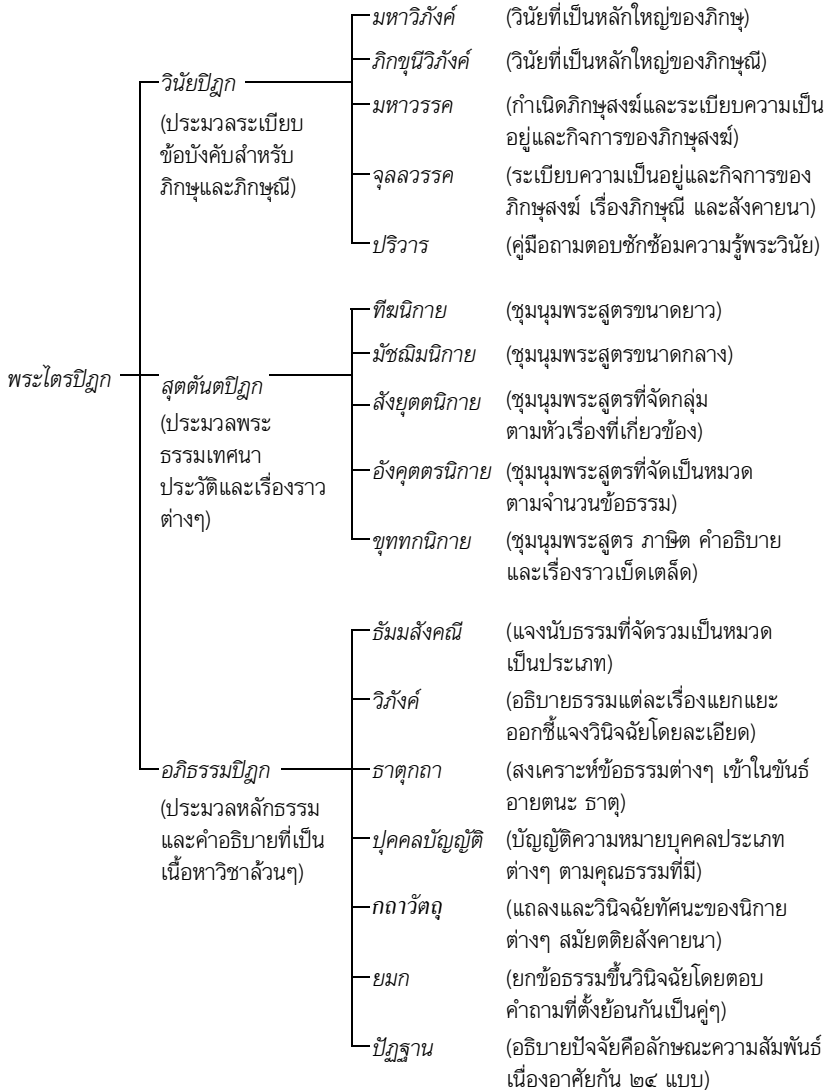 มหาวิภังค์ (วินัยที่เป็นหลักใหญ่ของภิกษุ)
ภิกขุนีวิภังค์ (วินัยที่เป็นหลักใหญ่ของภิกษุณี)
วินัยปิฎก
(ประมวลระเบียบ
ข้อบังคับสำหรับ
ภิกษุและภิกษุณี)
มหาวรรค (กำเนิดภิกษุสงฆ์และระเบียบความเป็น
อยู่และกิจการของภิกษุสงฆ์)
จุลลวรรค (ระเบียบความเป็นอยู่และกิจการของ
ภิกษุสงฆ์ เรื่องภิกษุณี และสังคายนา)
ปริวาร (คู่มือถามตอบซักซ้อมความรู้พระวินัย)
พระไตรปิฎก
สุตตันตปิฎก
(ประมวลพระ
ธรรมเทศนา
ประวัติและเรื่องราว
ต่างๆ)
ทีฆนิกาย (ชุมนุมพระสูตรขนาดยาว)
มัชฌิมนิกาย (ชุมนุมพระสูตรขนาดกลาง)
สังยุตตนิกาย (ชุมนุมพระสูตรที่จัดกลุ่ม
ตามหัวเรื่องที่เกี่ยวข้อง)
อังคุตตรนิกาย (ชุมนุมพระสูตรที่จัดเป็นหมวด
ตามจำนวนข้อธรรม)
ขุททกนิกาย (ชุมนุมพระสูตร ภาษิต คำอธิบาย
และเรื่องราวเบ็ดเตล็ด)
อภิธรรมปิฎก
(ประมวลหลักธรรม
และคำอธิบายที่เป็น
เนื้อหาวิชาล้วนๆ)
ธัมมสังคณี (แจงนับธรรมที่จัดรวมเป็นหมวด
เป็นประเภท)
วิภังค์ (อธิบายธรรมแต่ละเรื่องแยกแยะ
ออกชี้แจงวินิจฉัยโดยละเอียด)
ธาตุกถา (สงเคราะห์ข้อธรรมต่างๆ เข้าในขันธ์
อายตนะ ธาตุ)
ปุคคลบัญญัติ (บัญญัติความหมายบุคคลประเภท
ต่างๆ ตามคุณธรรมที่มี)
กถาวัตถุ (แถลงและวินิจฉัยทัศนะของนิกาย
ต่างๆ สมัยตติยสังคายนา)
ยมก (ยกข้อธรรมขึ้นวินิจฉัยโดยตอบ
คำถามที่ตั้งย้อนกันเป็นคู่ๆ)
ปัฏฐาน (อธิบายปัจจัยคือลักษณะความสัมพันธ์
เนื่องอาศัยกัน ๒๔ แบบ)